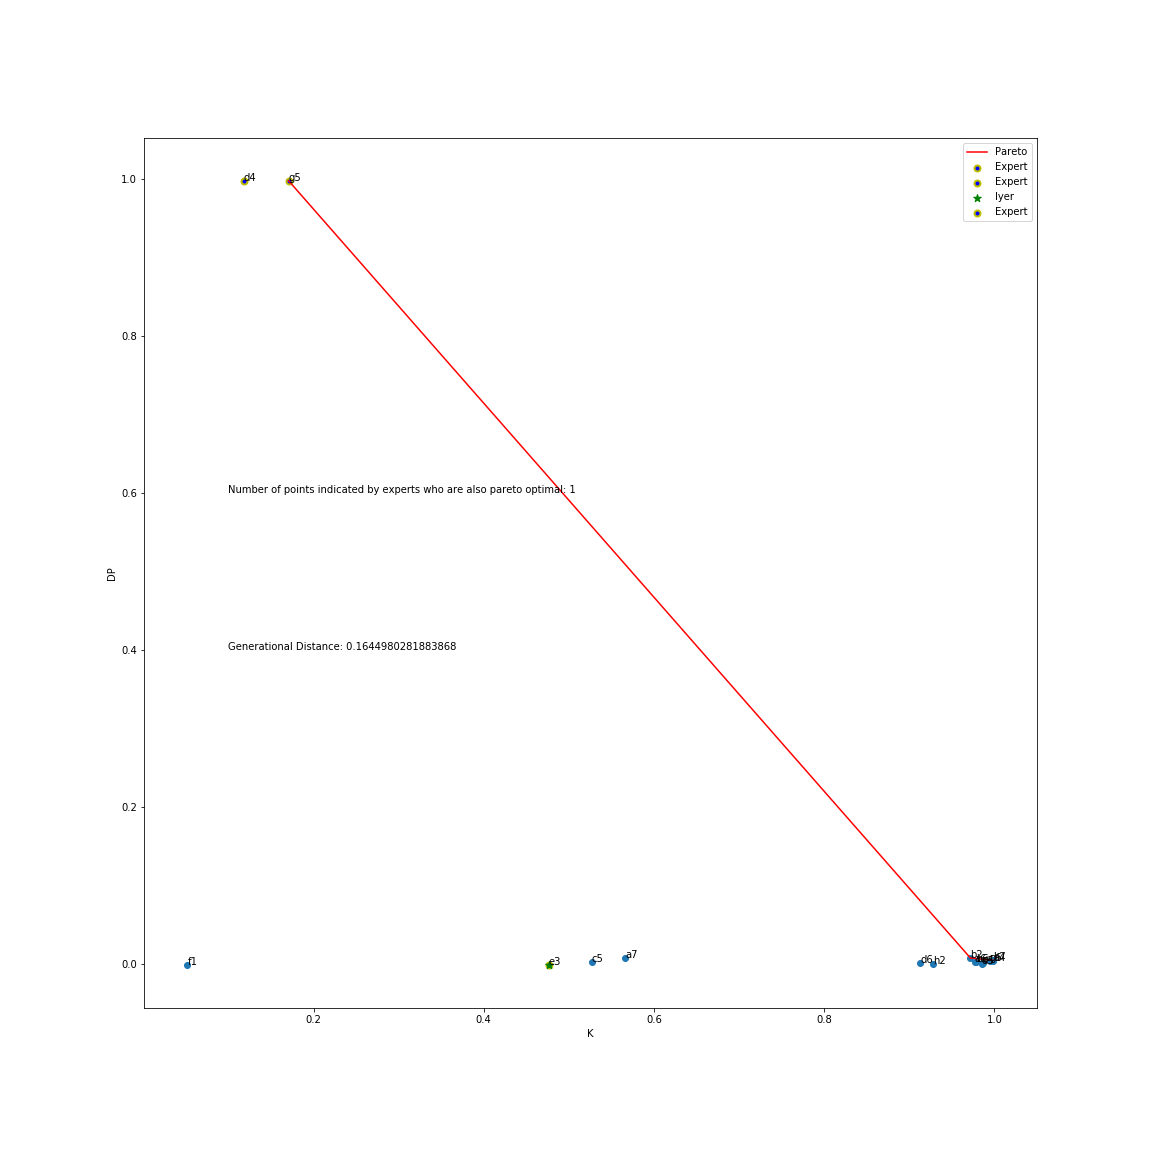 Pareto
Expert
Expert
Iyer
Expert
d4
g5
1.0
0.8
Number of points indicated by experts who are also pareto optimal: 1
0.6
DP
Generational Distance: 0.1644980281883868
0.4
0.2
0.0
f1
e3
c5
a7
d6
h2
0.2
0.4
0.6
0.8
1.0
K